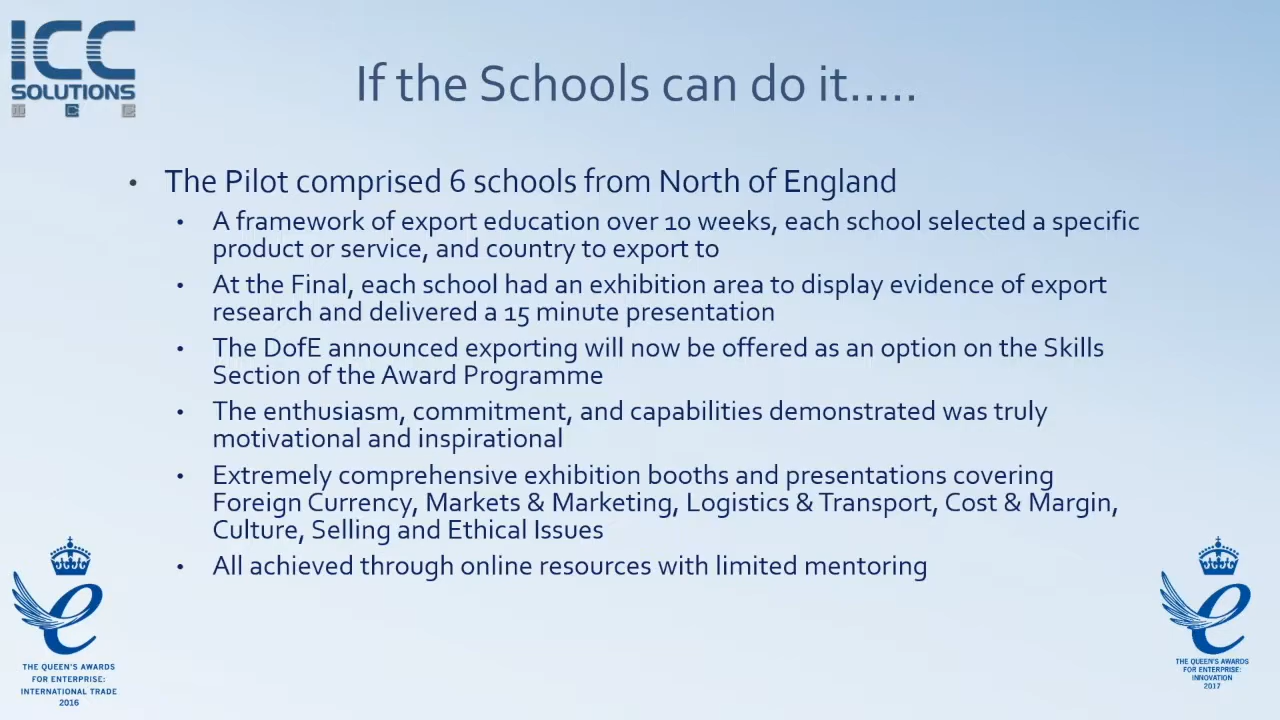 ICC
SOLUTIONS
If the Schools can do it.....
• The Pilot comprised 6 schools from North of England
• A framework of export education over 10 weeks, each school selected a specific
product or service, and country to export to
• At the Final, each school had an exhibition area to display evidence of export
research and delivered a 15 minute presentation
• The DofE announced exporting will now be offered as an option on the Skills
Section of the Award Programme
• The enthusiasm, commitment, and capabilities demonstrated was truly
motivational and inspirational
• Extremely comprehensive exhibition booths and presentations covering
Foreign Currency, Markets & Marketing, Logistics & Transport, Cost & Margin,
Culture, Selling and Ethical Issues
• All achieved through online resources with limited mentoring
THE QUEEN'S AWARDS
FOR ENTERPRISE:
INTERNATIONAL TRADE
2016
THE QUEEN'S AWARDS
FOR ENTERPRISE:
INNOVATION
2017